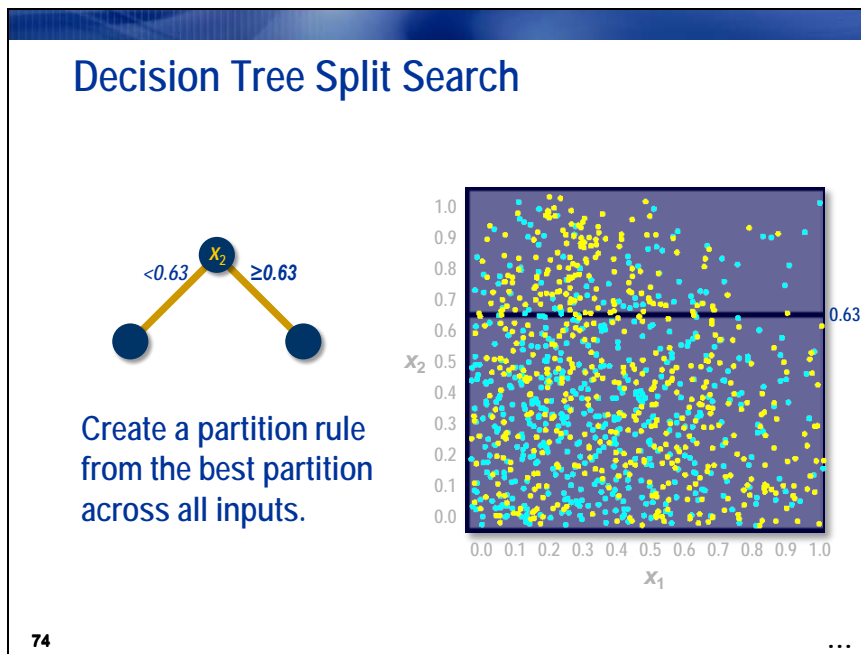 Decision Tree Split Search
X₂
<0.63
≥0.63
Create a partition rule
from the best partition
across all inputs.
1.0
0.9
0.8
0.7
0.6
0.5
0.4
0.3
0.2
0.1
0.0
x₂
0.63
0.0 0.1 0.2 0.3 0.4 0.5 0.6 0.7 0.8 0.9 1.0
x₁
74
...